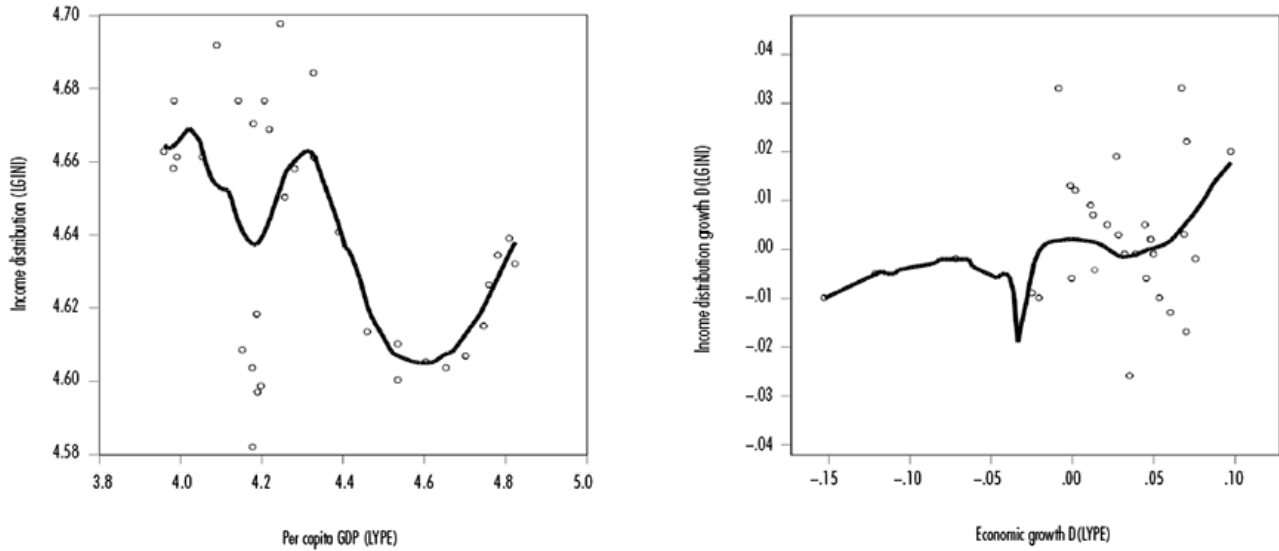 4.70
4.68
4.66
4.64
4.62
4.60
4.58
Income distribution (LGINI)
3.8 4.0 4.2 4.4 4.6 4.8 5.0
Per capita GDP (LYPE)
.04
.03
.02
.01
.00
–.01
–.02
–.03
–.04
Income distribution growth D(LGINI)
–.15 –.10 –.05 .00 .05 .10
Economic growth D(LYPE)